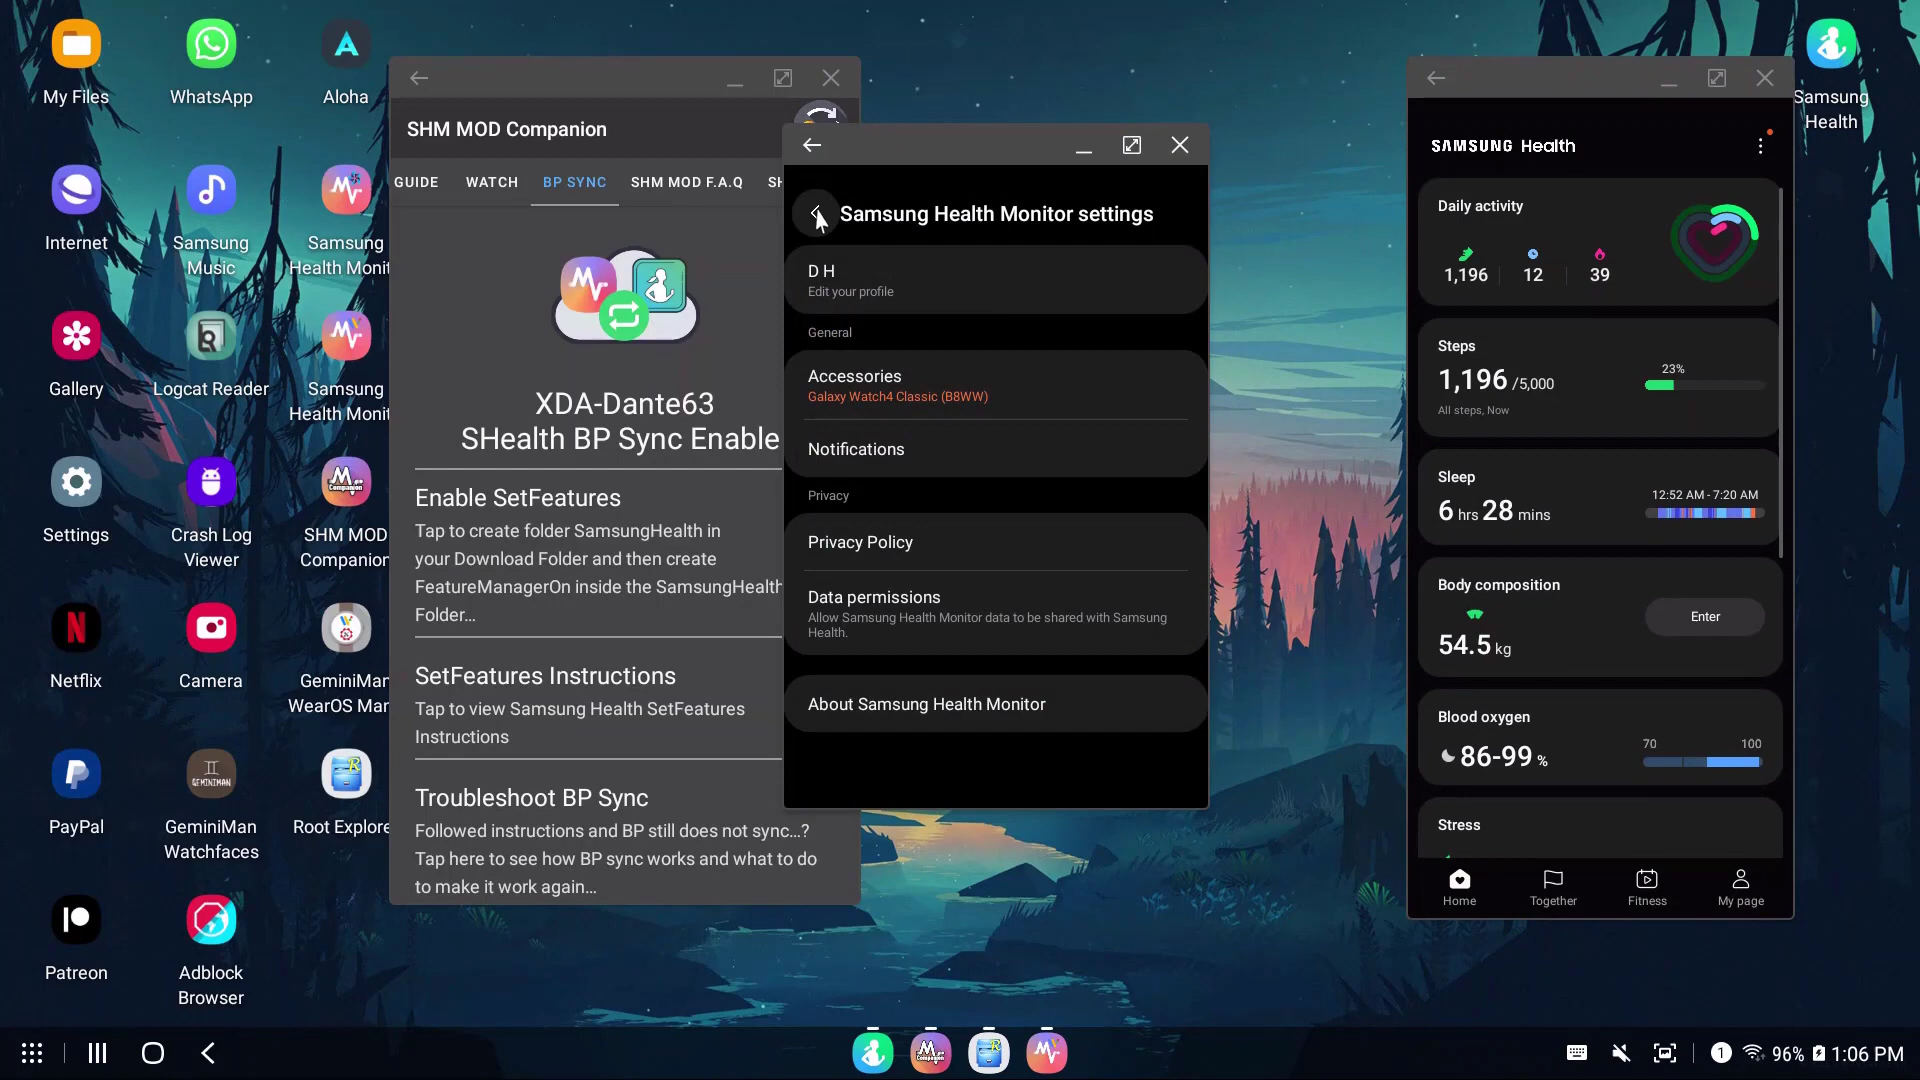 My Files
WhatsApp
Aloha
Internet
Samsung
Music
Samsung
Health Monit
Gallery
Logcat Reader
Samsung
Health Monit
Settings
Crash Log
Viewer
SHM MOD
Companion
Netflix
Camera
GeminiMan
WearOS Man
PayPal
GeminiMan
Watchfaces
Root Explore
Patreon
Adblock
Browser
SHM MOD Companion
GUIDE
WATCH
BP SYNC
SHM MOD F.A.Q
SH
XDA-Dante63
SHealth BP Sync Enable
Enable SetFeatures
Tap to create folder SamsungHealth in
your Download Folder and then create
FeatureManagerOn inside the SamsungHealth
Folder...
SetFeatures Instructions
Tap to view Samsung Health SetFeatures
Instructions
Troubleshoot BP Sync
Followed instructions and BP still does not sync...?
Tap here to see how BP sync works and what to do
to make it work again...
Samsung Health Monitor settings
D H
Edit your profile
General
Accessories
Galaxy Watch4 Classic (B8WW)
Notifications
Privacy
Privacy Policy
Data permissions
Allow Samsung Health Monitor data to be shared with Samsung
Health.
About Samsung Health Monitor
SAMSUNG Health
Daily activity
1,196
12
39
Steps
1,196 /5,000
23%
All steps, Now
Sleep
6 hrs 28 mins
12:52 AM - 7:20 AM
Body composition
54.5 kg
Enter
Blood oxygen
86-99 %
70
100
Stress
Home
Together
Fitness
My page
Samsung
Health
1
96%
1:06 PM